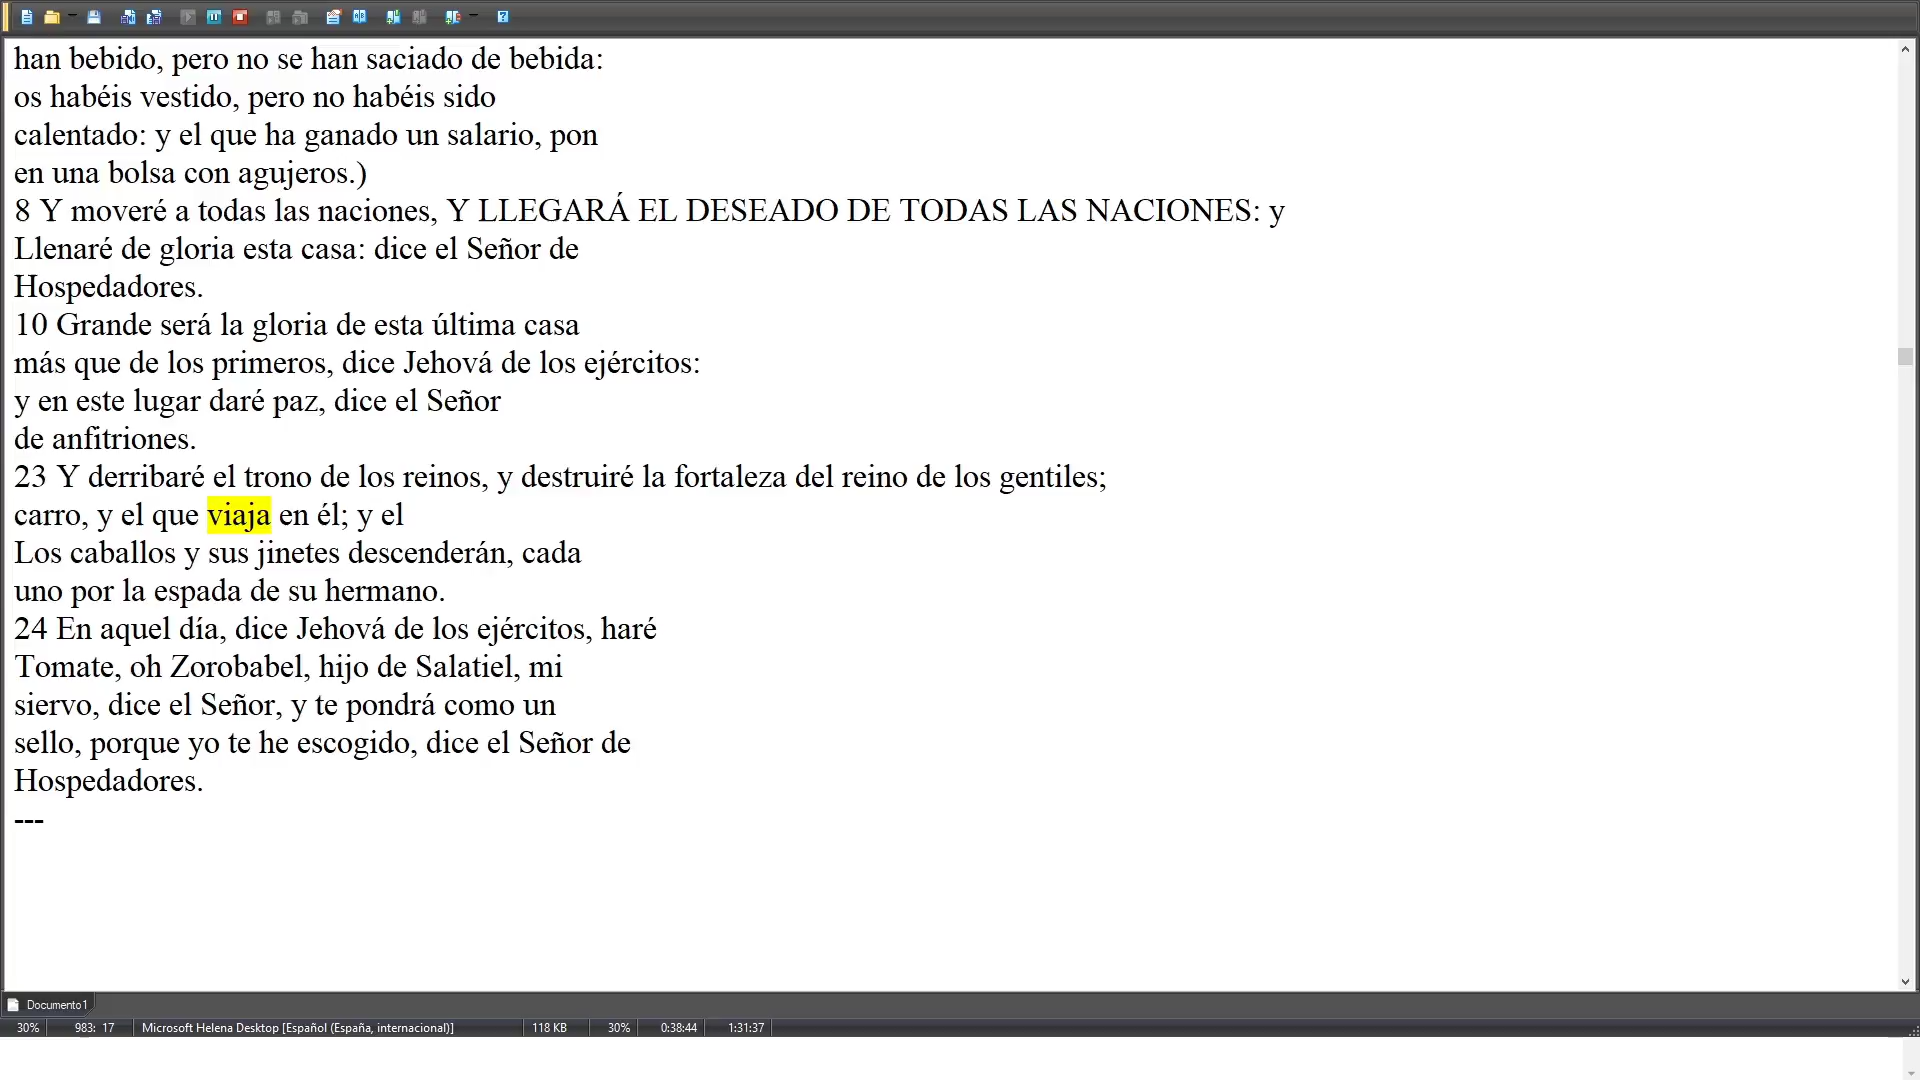 han bebido, pero no se han saciado de bebida:
os habéis vestido, pero no habéis sido
calentado: y el que ha ganado un salario, pon
en una bolsa con agujeros.)
8 Y moveré a todas las naciones, Y LLEGARÁ EL DESEADO DE TODAS LAS NACIONES: y
Llenaré de gloria esta casa: dice el Señor de
Hospedadores.
10 Grande será la gloria de esta última casa
más que de los primeros, dice Jehová de los ejércitos:
y en este lugar daré paz, dice el Señor
de anfitriones.
23 Y derribaré el trono de los reinos, y destruiré la fortaleza del reino de los gentiles;
carro, y el que viaja en él; y el
Los caballos y sus jinetes descenderán, cada
uno por la espada de su hermano.
24 En aquel día, dice Jehová de los ejércitos, haré
Tomate, oh Zorobabel, hijo de Salatiel, mi
siervo, dice el Señor, y te pondrá como un
sello, porque yo te he escogido, dice el Señor de
Hospedadores.
---
Documento1
30% 983: 17 Microsoft Helena Desktop [Español (España, internacional)] 118 KB 30% 0:38:44 1:31:37